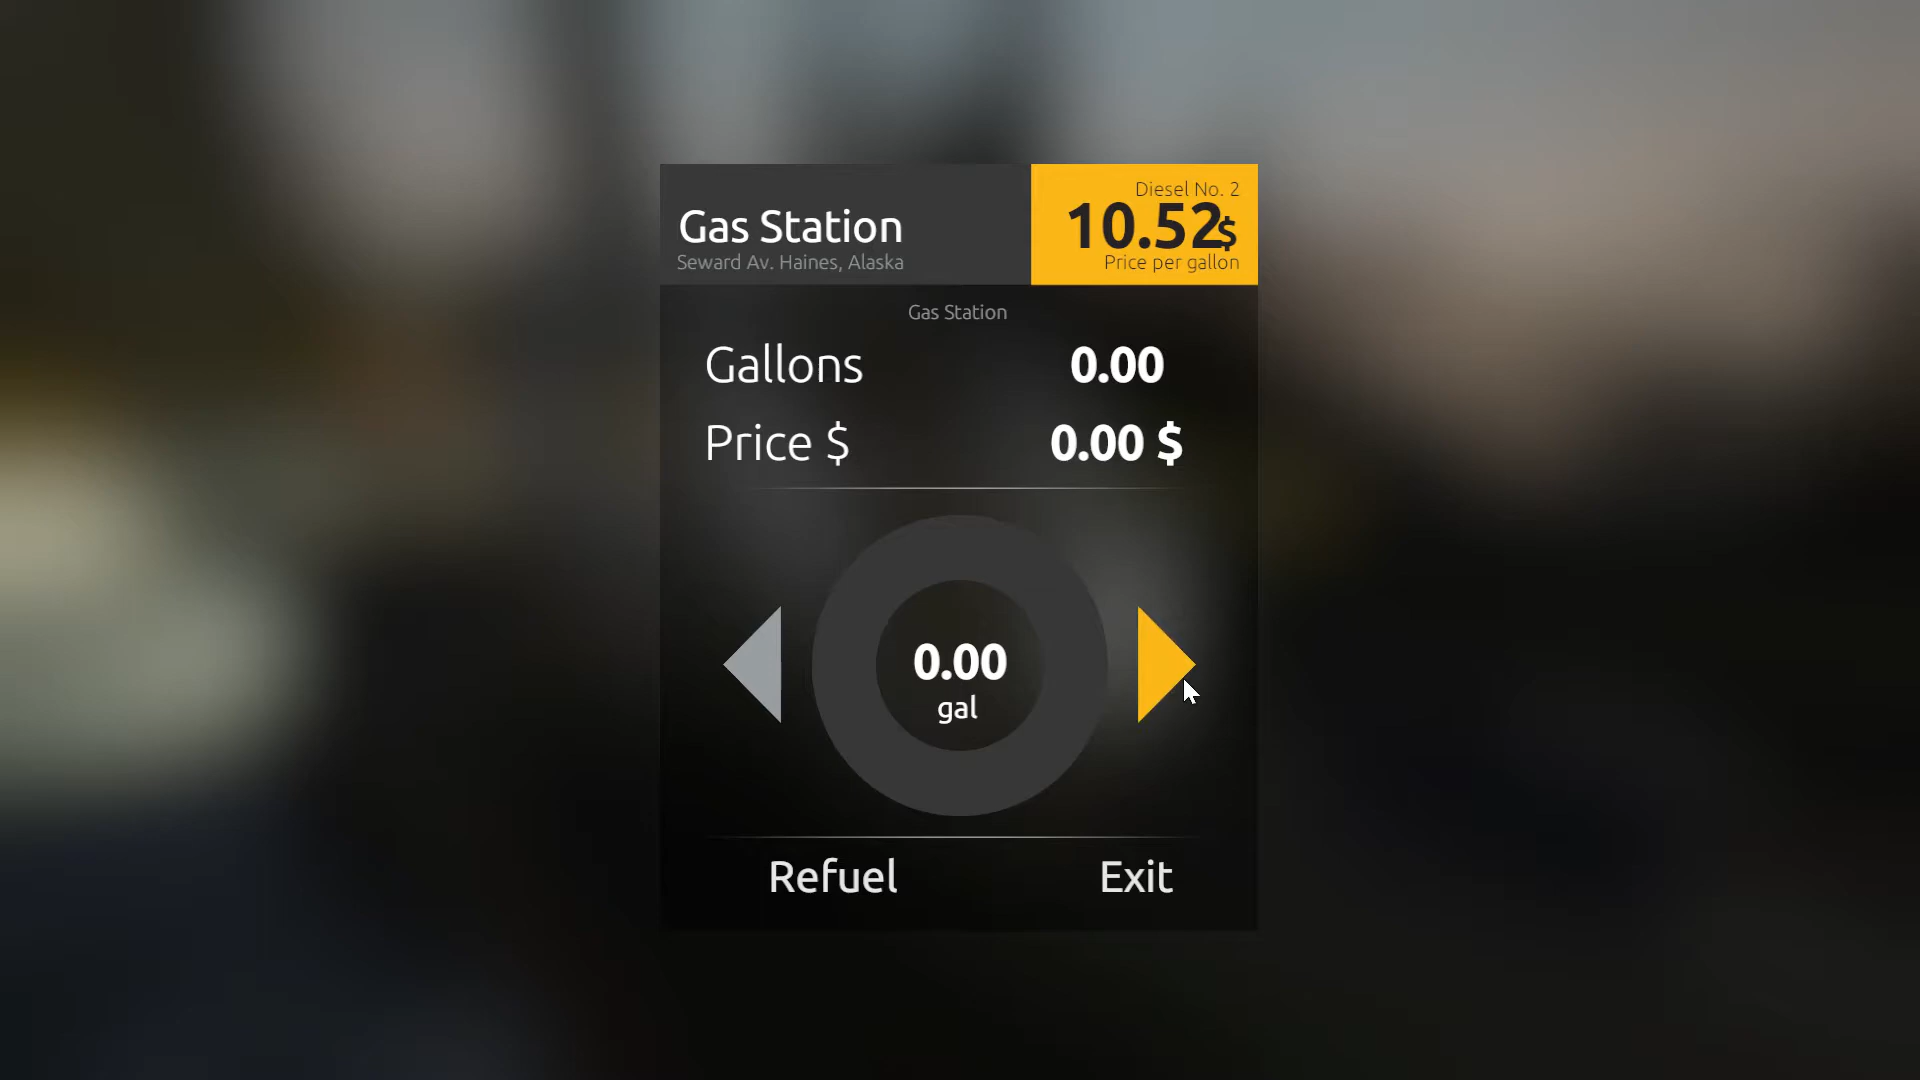 Gas Station
Seward Av. Haines, Alaska
Diesel No. 2
10.52$
Price per gallon
Gas Station
Gallons 0.00
Price $ 0.00 $
0.00
gal
Refuel Exit